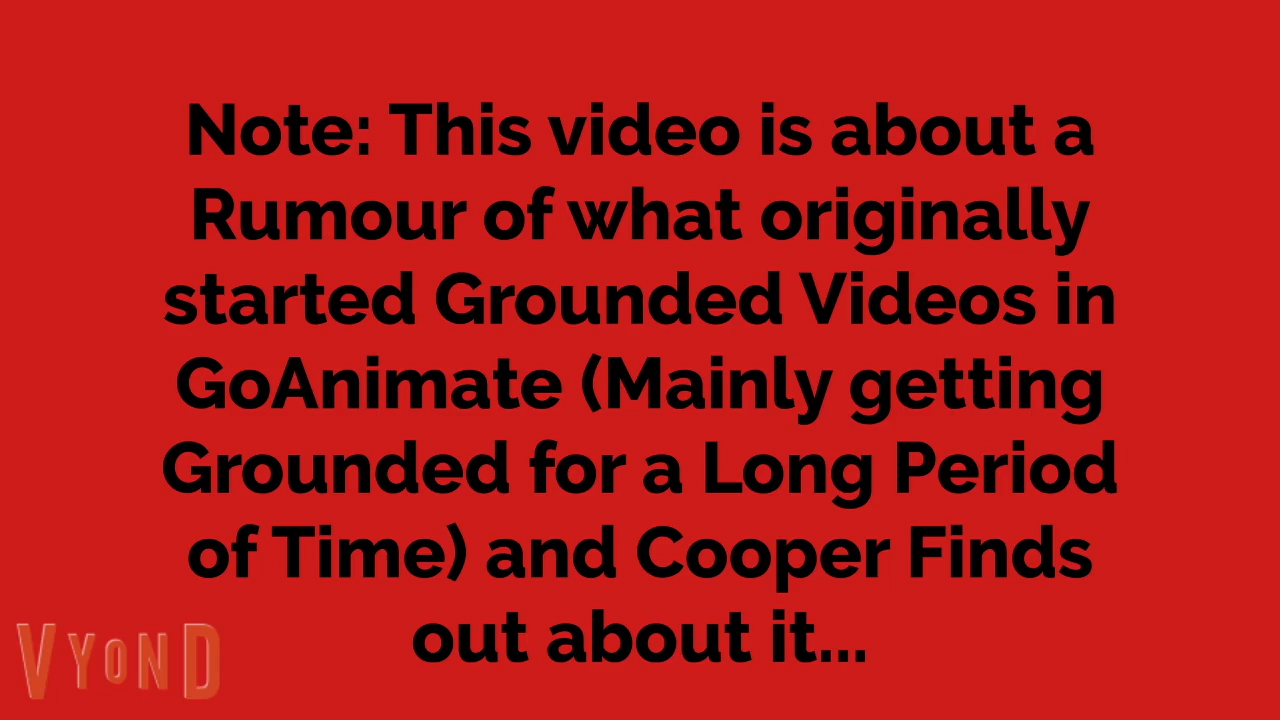 Note: This video is about a
Rumour of what originally
started Grounded Videos in
GoAnimate (Mainly getting
Grounded for a Long Period
of Time) and Cooper Finds
out about it...
VYOND